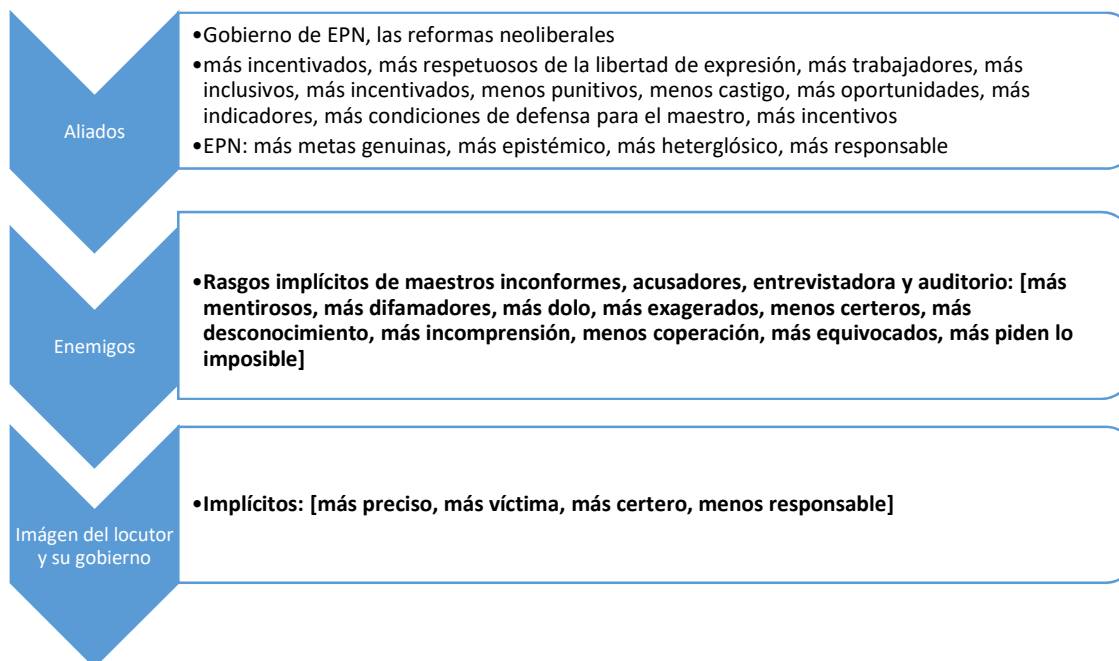 Aliados
•Gobierno de EPN, las reformas neoliberales
•más incentivados, más respetuosos de la libertad de expresión, más trabajadores, más
inclusivos, más incentivados, menos punitivos, menos castigo, más oportunidades, más
indicadores, más condiciones de defensa para el maestro, más incentivos
•EPN: más metas genuinas, más epistémico, más heterglósico, más responsable
Enemigos
•Rasgos implícitos de maestros inconformes, acusadores, entrevistadora y auditorio: [más
mentirosos, más difamadores, más dolo, más exagerados, menos certeros, más
desconocimiento, más incomprensión, menos coperación, más equivocados, más piden lo
imposible]
Imágen del locutor
y su gobierno
•Implícitos: [más preciso, más víctima, más certero, menos responsable]